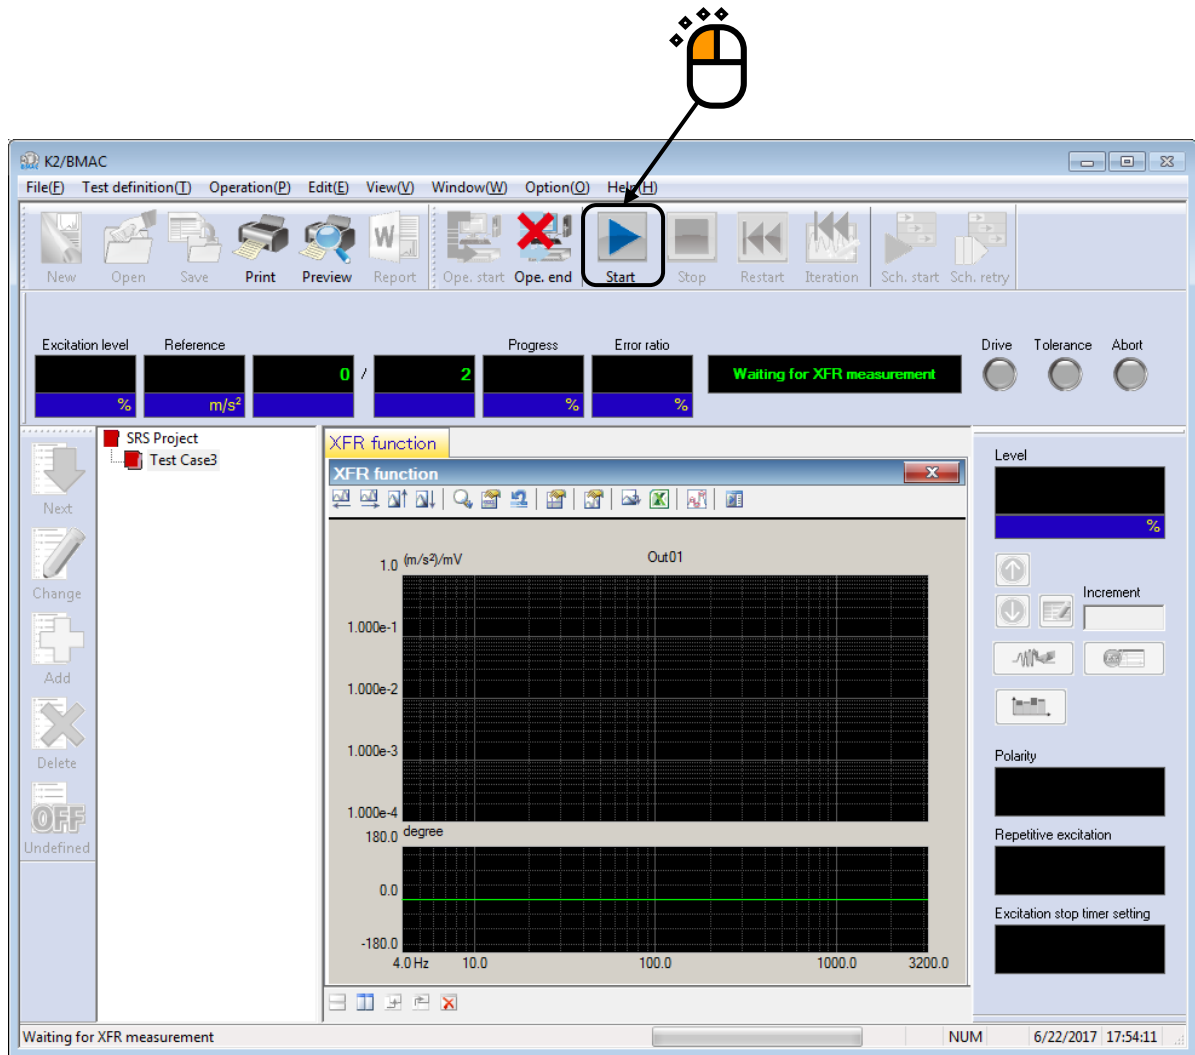 K2/BMAC
File(F) Test definition(T) Operation(P) Edit(E) View(V) Window(W) Option(O) Help(H)
New Open Save Print Preview Report Ope. start Ope. end Start Stop Restart Iteration Sch. start Sch. retry
Excitation level Reference Progress Error ratio Drive Tolerance Abort
0 / 2 Waiting for XFR measurement
% m/s² % %
SRS Project
Test Case3
Next
Change
Add
Delete
OFF
Undefined
XFR function
XFR function
1.0 (m/s²)/mV Out01
1.000e-1
1.000e-2
1.000e-3
1.000e-4
180.0 degree
0.0
-180.0
4.0 Hz 10.0 100.0 1000.0 3200.0
Level
%
Increment
Polarity
Repetitive excitation
Excitation stop timer setting
Waiting for XFR measurement NUM 6/22/2017 17:54:11